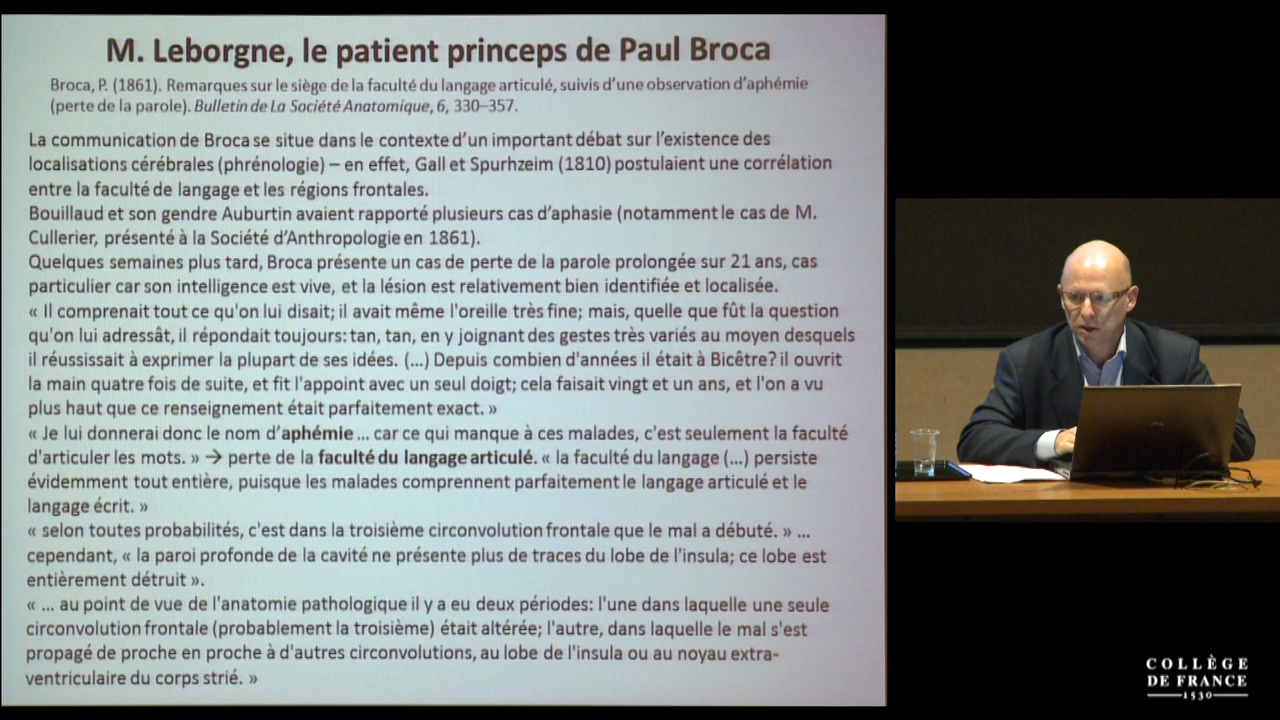 M. Leborgne, le patient princeps de Paul Broca
Broca, P. (1861). Remarques sur le siège de la faculté du langage articulé, suivis d'une observation d'aphémie
(perte de la parole). Bulletin de La Société Anatomique, 6, 330–357.
La communication de Broca se situe dans le contexte d'un important débat sur l'existence des
localisations cérébrales (phrénologie) – en effet, Gall et Spurhzeim (1810) postulaient une corrélation
entre la faculté de langage et les régions frontales.
Bouillaud et son gendre Auburtin avaient rapporté plusieurs cas d'aphasie (notamment le cas de M.
Cullerier, présenté à la Société d'Anthropologie en 1861).
Quelques semaines plus tard, Broca présente un cas de perte de la parole prolongée sur 21 ans, cas
particulier car son intelligence est vive, et la lésion est relativement bien identifiée et localisée.
« Il comprenait tout ce qu'on lui disait; il avait même l'oreille très fine; mais, quelle que fût la question
qu'on lui adressât, il répondait toujours: tan, tan, en y joignant des gestes très variés au moyen desquels
il réussissait à exprimer la plupart de ses idées. (...) Depuis combien d'années il était à Bicêtre? il ouvrit
la main quatre fois de suite, et fit l'appoint avec un seul doigt; cela faisait vingt et un ans, et l'on a vu
plus haut que ce renseignement était parfaitement exact. »
« Je lui donnerai donc le nom d'aphémie ... car ce qui manque à ces malades, c'est seulement la faculté
d'articuler les mots. » → perte de la faculté du langage articulé. « la faculté du langage (...) persiste
évidemment tout entière, puisque les malades comprennent parfaitement le langage articulé et le
langage écrit. »
« selon toutes probabilités, c'est dans la troisième circonvolution frontale que le mal a débuté. » ...
cependant, « la paroi profonde de la cavité ne présente plus de traces du lobe de l'insula; ce lobe est
entièrement détruit ».
« ... au point de vue de l'anatomie pathologique il y a eu deux périodes: l'une dans laquelle une seule
circonvolution frontale (probablement la troisième) était altérée; l'autre, dans laquelle le mal s'est
propagé de proche en proche à d'autres circonvolutions, au lobe de l'insula ou au noyau extra-
ventriculaire du corps strié. »
COLLÈGE
DE FRANCE
1530